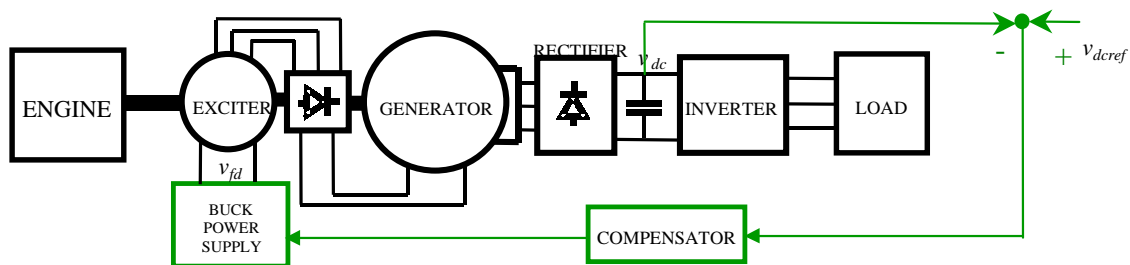 RECTIFIER
v dc
-
+ v dcref
ENGINE
EXCITER
GENERATOR
INVERTER
LOAD
v fd
BUCK
POWER
SUPPLY
COMPENSATOR